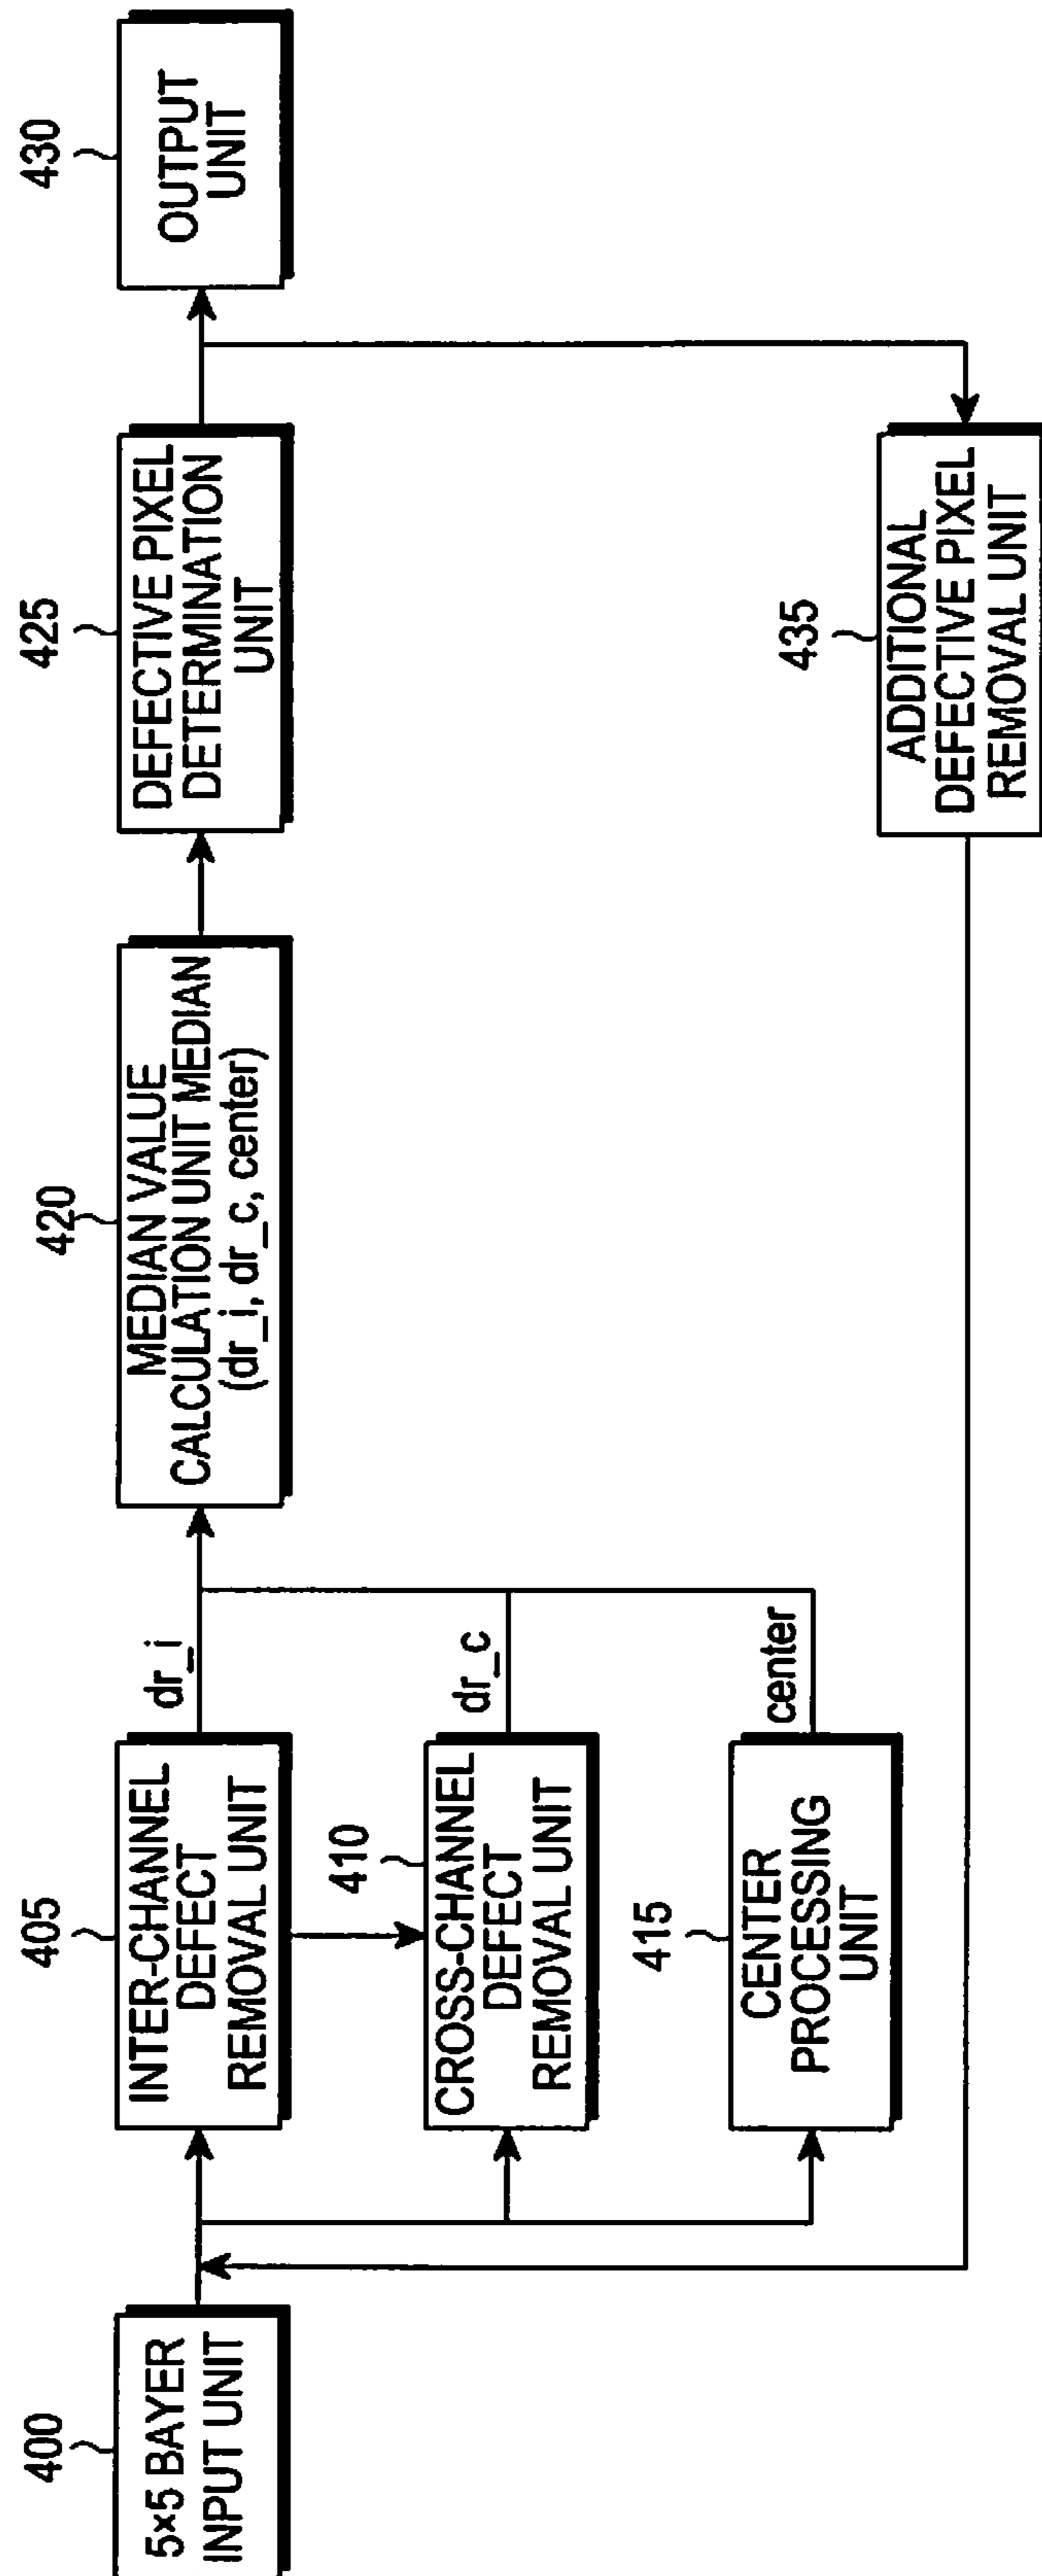 400
5×5 BAYER
INPUT UNIT
405
INTER-CHANNEL
DEFECT
REMOVAL UNIT
dr_i
410
CROSS-CHANNEL
DEFECT
REMOVAL UNIT
dr_c
415
CENTER
PROCESSING
UNIT
center
420
MEDIAN VALUE
CALCULATION UNIT MEDIAN
(dr_i, dr_c, center)
425
DEFECTIVE PIXEL
DETERMINATION
UNIT
430
OUTPUT
UNIT
435
ADDITIONAL
DEFECTIVE PIXEL
REMOVAL UNIT